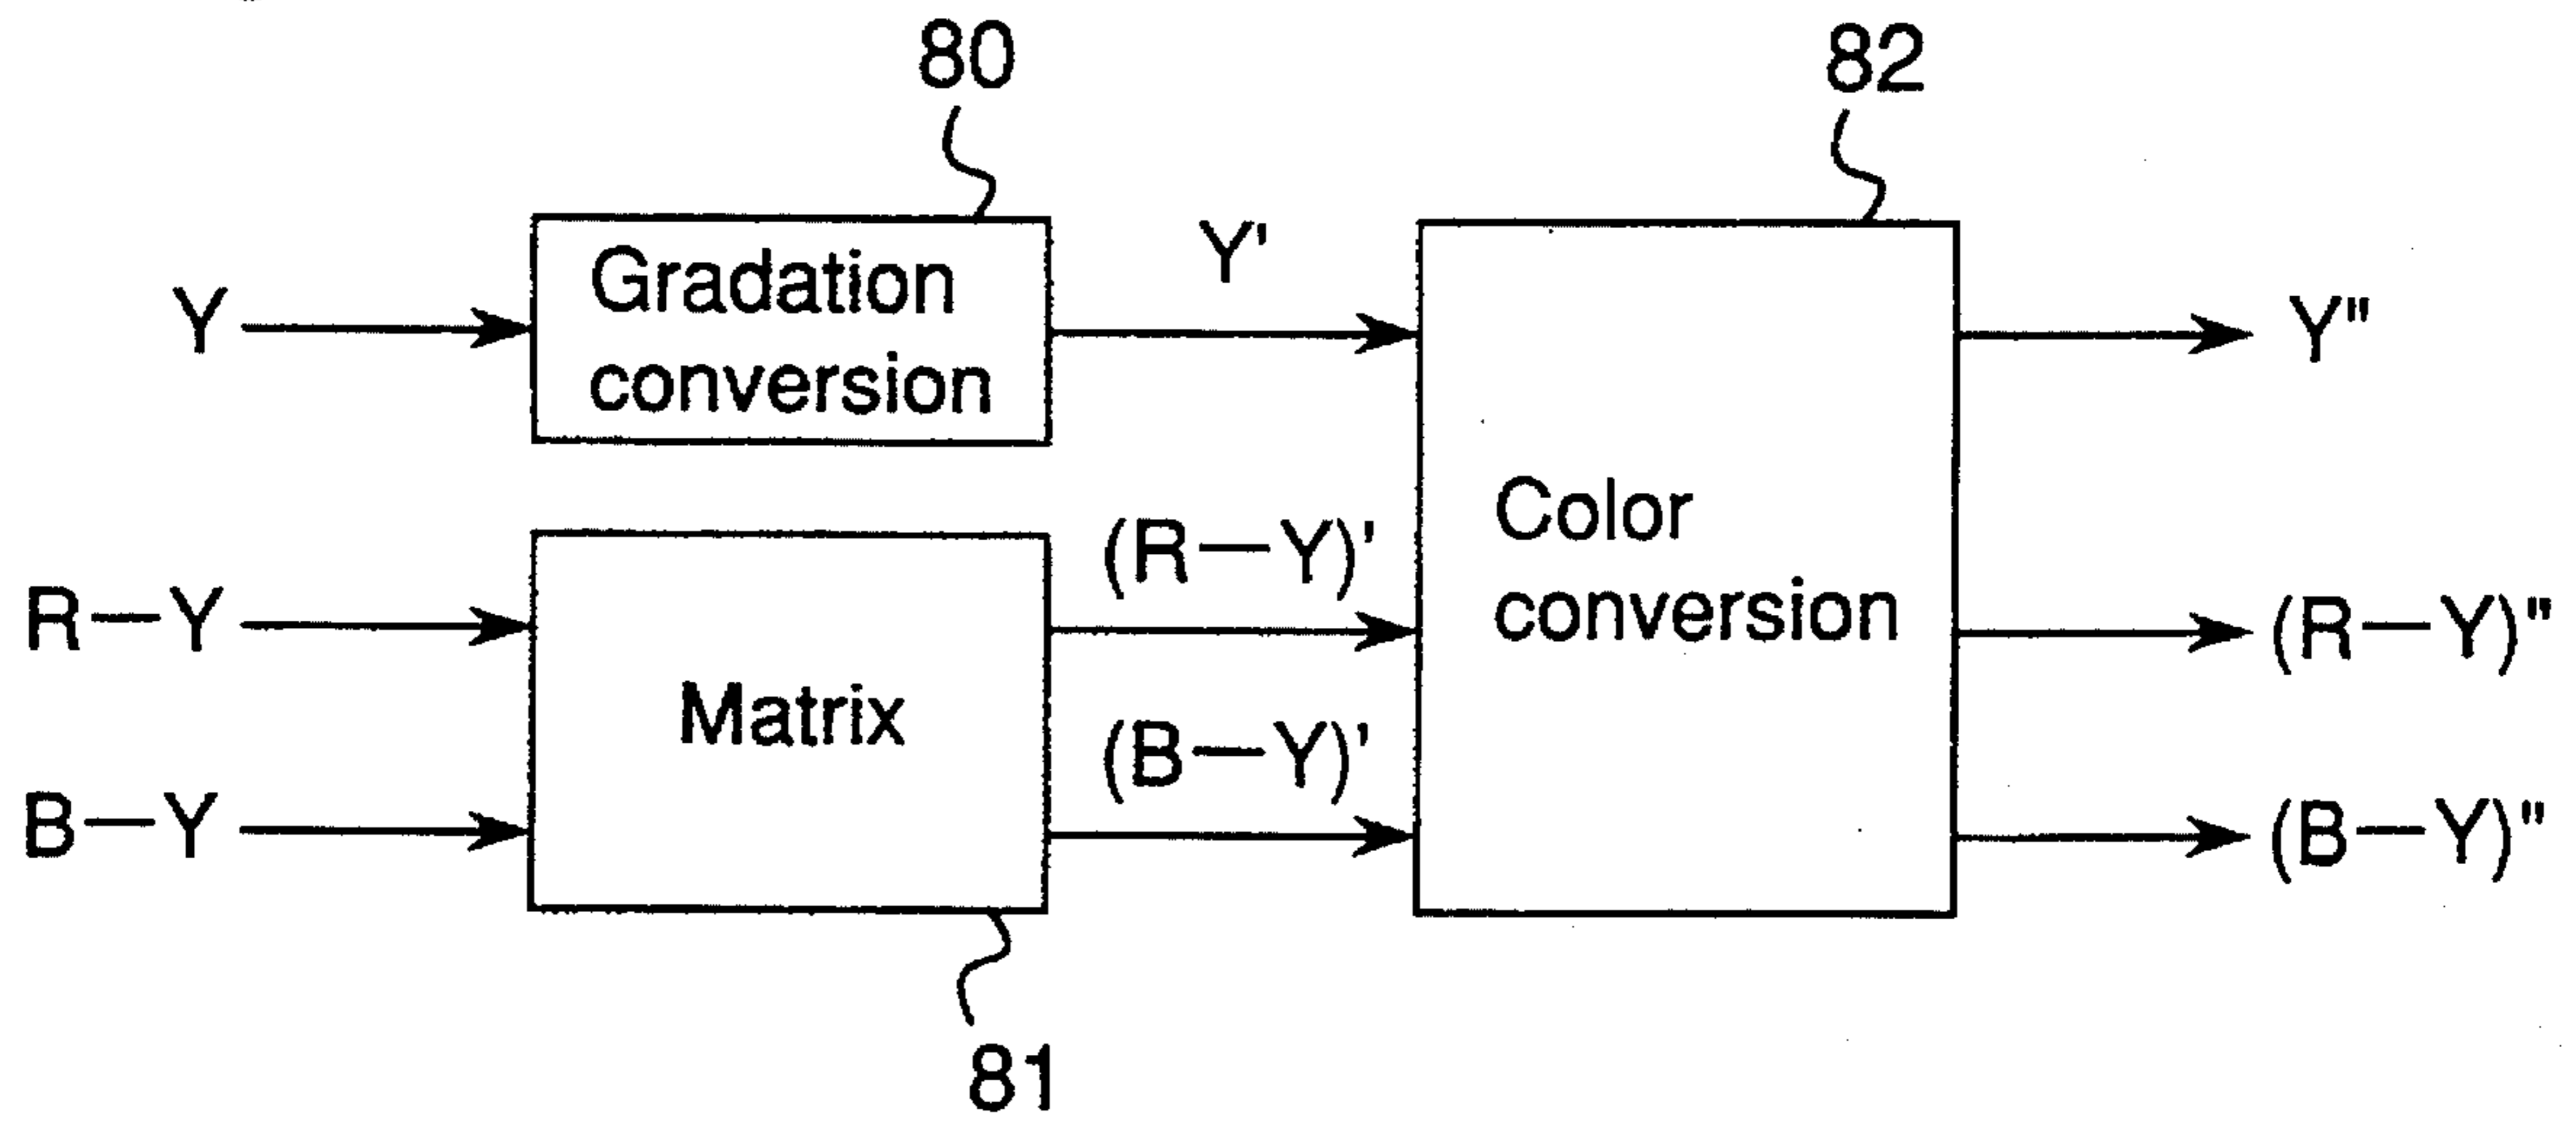 80
82
Y
Gradation
conversion
Y'
Y"
R—Y
B—Y
Matrix
(R—Y)'
(B—Y)'
Color
conversion
(R—Y)"
(B—Y)"
81